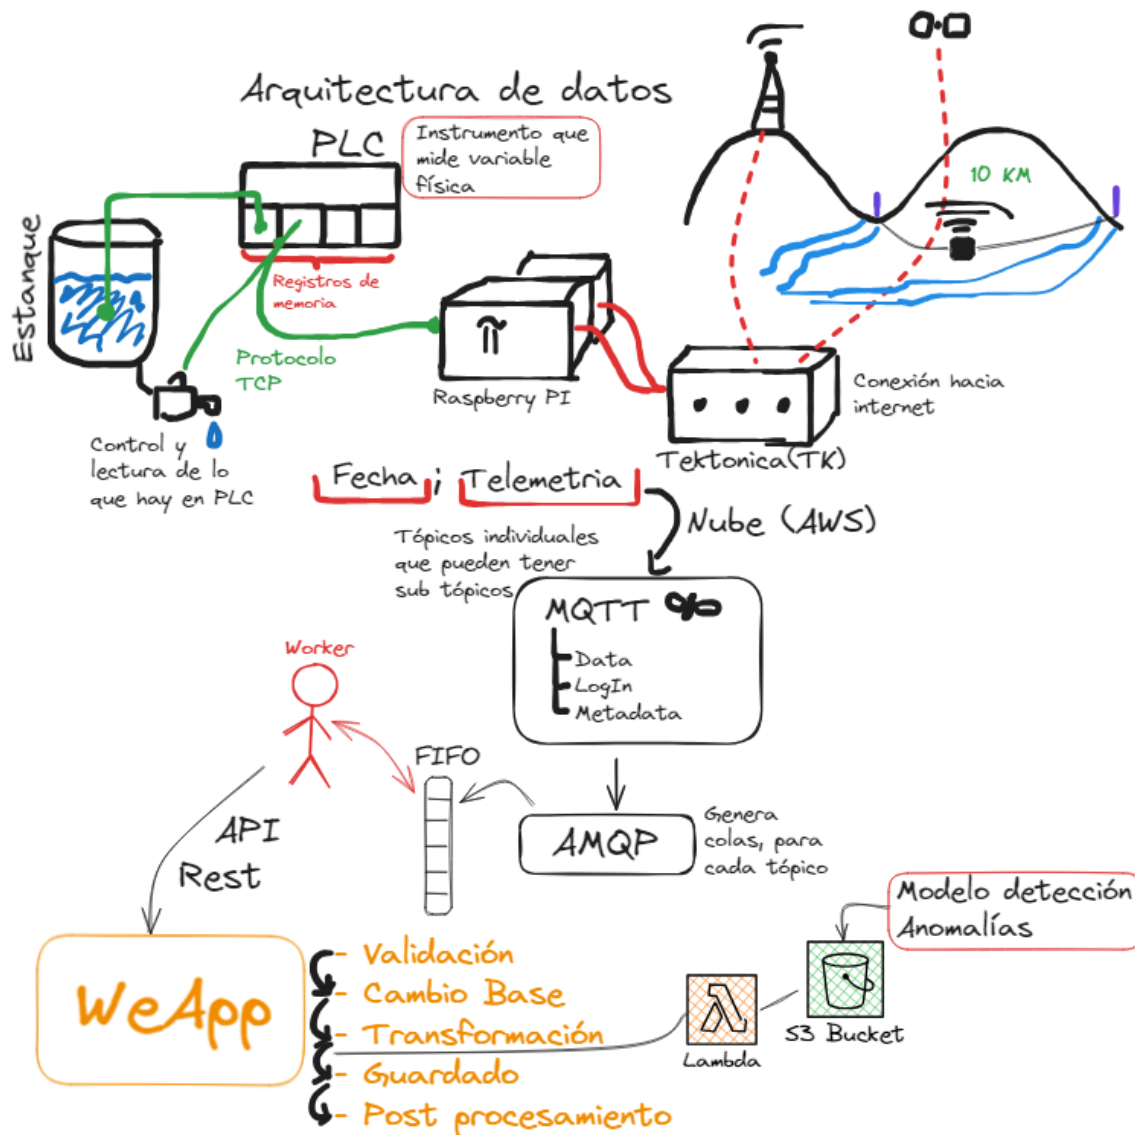 Arquitectura de datos
PLC
Instrumento que
mide variable
física
10 KM
Estanque
Registros de
memoria
Protocolo
TCP
Raspberry PI
Conexión hacia
internet
Control y
lectura de lo
que hay en PLC
Tektonica(TK)
Fecha ; Telemetria
Nube (AWS)
Tópicos individuales
que pueden tener
sub tópicos
MQTT
Data
LogIn
Metadata
Worker
FIFO
API
Rest
AMQP
Genera
colas, para
cada tópico
Modelo detección
Anomalías
WeApp
- Validación
- Cambio Base
- Transformación
- Guardado
- Post procesamiento
Lambda
S3 Bucket